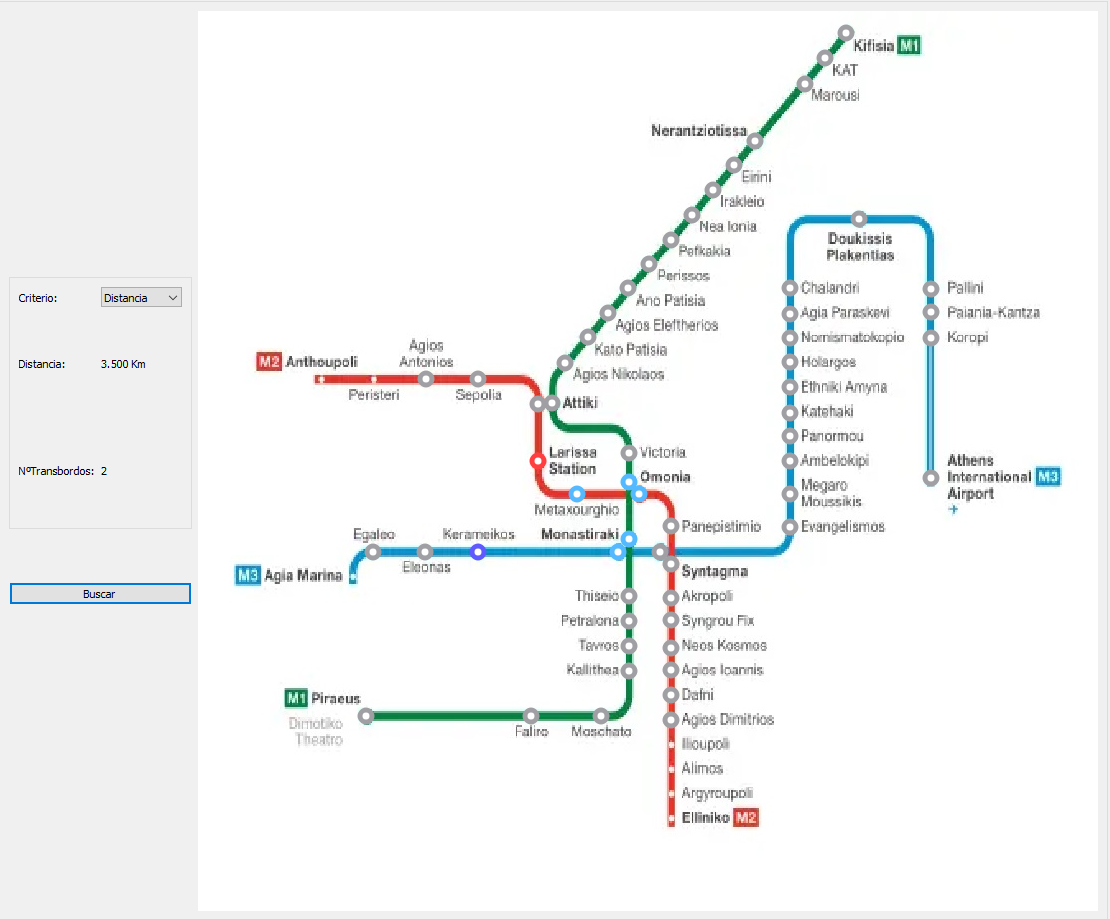 Criterio:
Distancia
Distancia:
3.500 Km
NºTransbordos: 2
Buscar
Kifisia M1
KAT
Marousi
Nerantziotissa
Eirini
Irakleio
Nea Ionia
Pefkakia
Perissos
Ano Patisia
Agios Eleftherios
Kato Patisia
Agios Nikolaos
Attiki
Victoria
Omonia
Monastiraki
Thiseio
Petralona
Tavros
Kallithea
Moschato
Faliro
M1 Piraeus
Dimotiko
Theatro
M2 Anthoupoli
Peristeri
Agios
Antonios
Sepolia
Larissa
Station
Metaxourghio
Panepistimio
Syntagma
Akropoli
Syngrou Fix
Neos Kosmos
Agios Ioannis
Dafni
Agios Dimitrios
Ilioupoli
Alimos
Argyroupoli
Elliniko M2
M3 Agia Marina
Egaleo
Eleonas
Kerameikos
Evangelismos
Megaro
Moussikis
Ambelokipi
Panormou
Katehaki
Ethniki Amyna
Holargos
Nomismatokopio
Agia Paraskevi
Chalandri
Doukissis
Plakentias
Pallini
Paiania-Kantza
Koropi
Athens
International M3
Airport